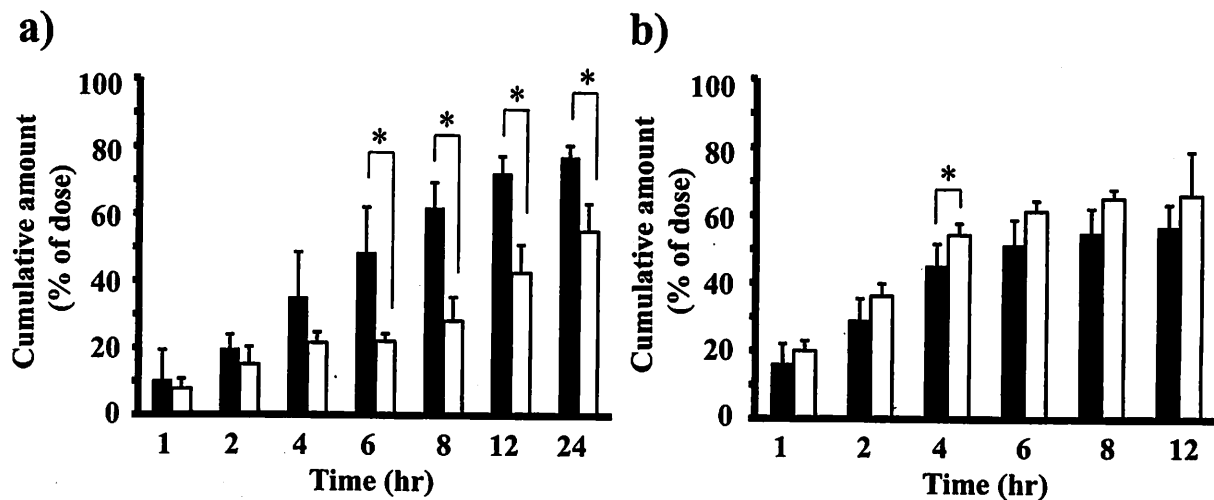 a)
Cumulative amount
(% of dose)
100
80
60
40
20
0
* * * *
1 2 4 6 8 12 24
Time (hr)
b)
Cumulative amount
(% of dose)
100
80
60
40
20
0
*
1 2 4 6 8 12
Time (hr)